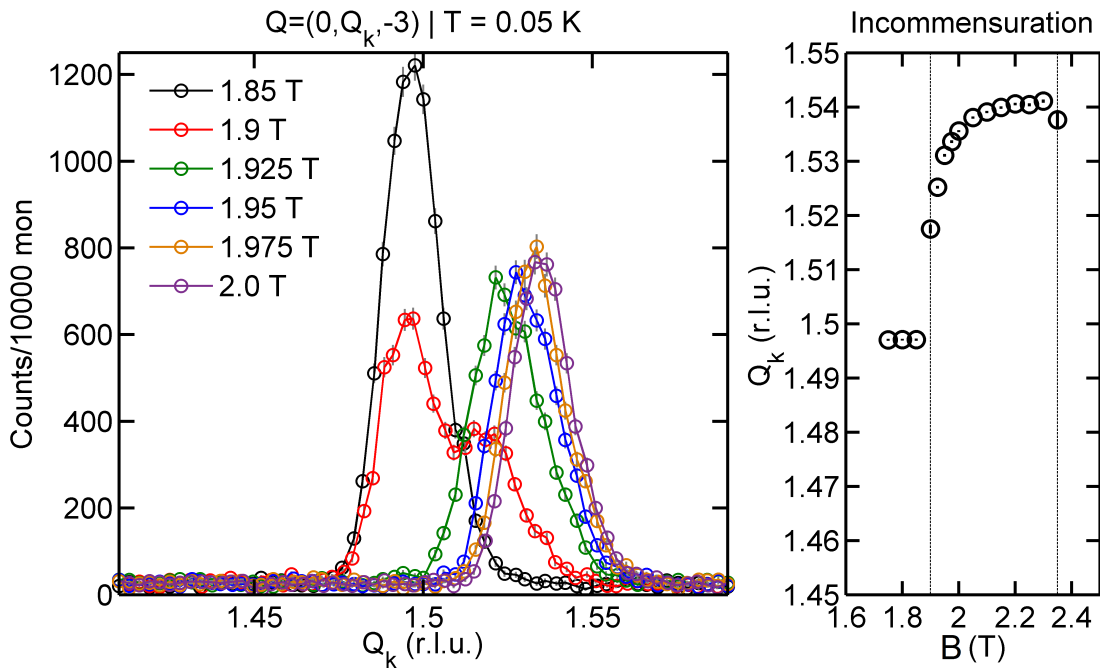 Q=(0,Q_k,-3) | T = 0.05 K
1200
1000
800
600
400
200
0
Counts/10000 mon
1.85 T
1.9 T
1.925 T
1.95 T
1.975 T
2.0 T
1.45
1.5
1.55
Q_k (r.l.u.)
Incommensuration
1.55
1.54
1.53
1.52
1.51
1.5
1.49
1.48
1.47
1.46
1.45
Q_k (r.l.u.)
1.6
1.8
2
2.2
2.4
B (T)